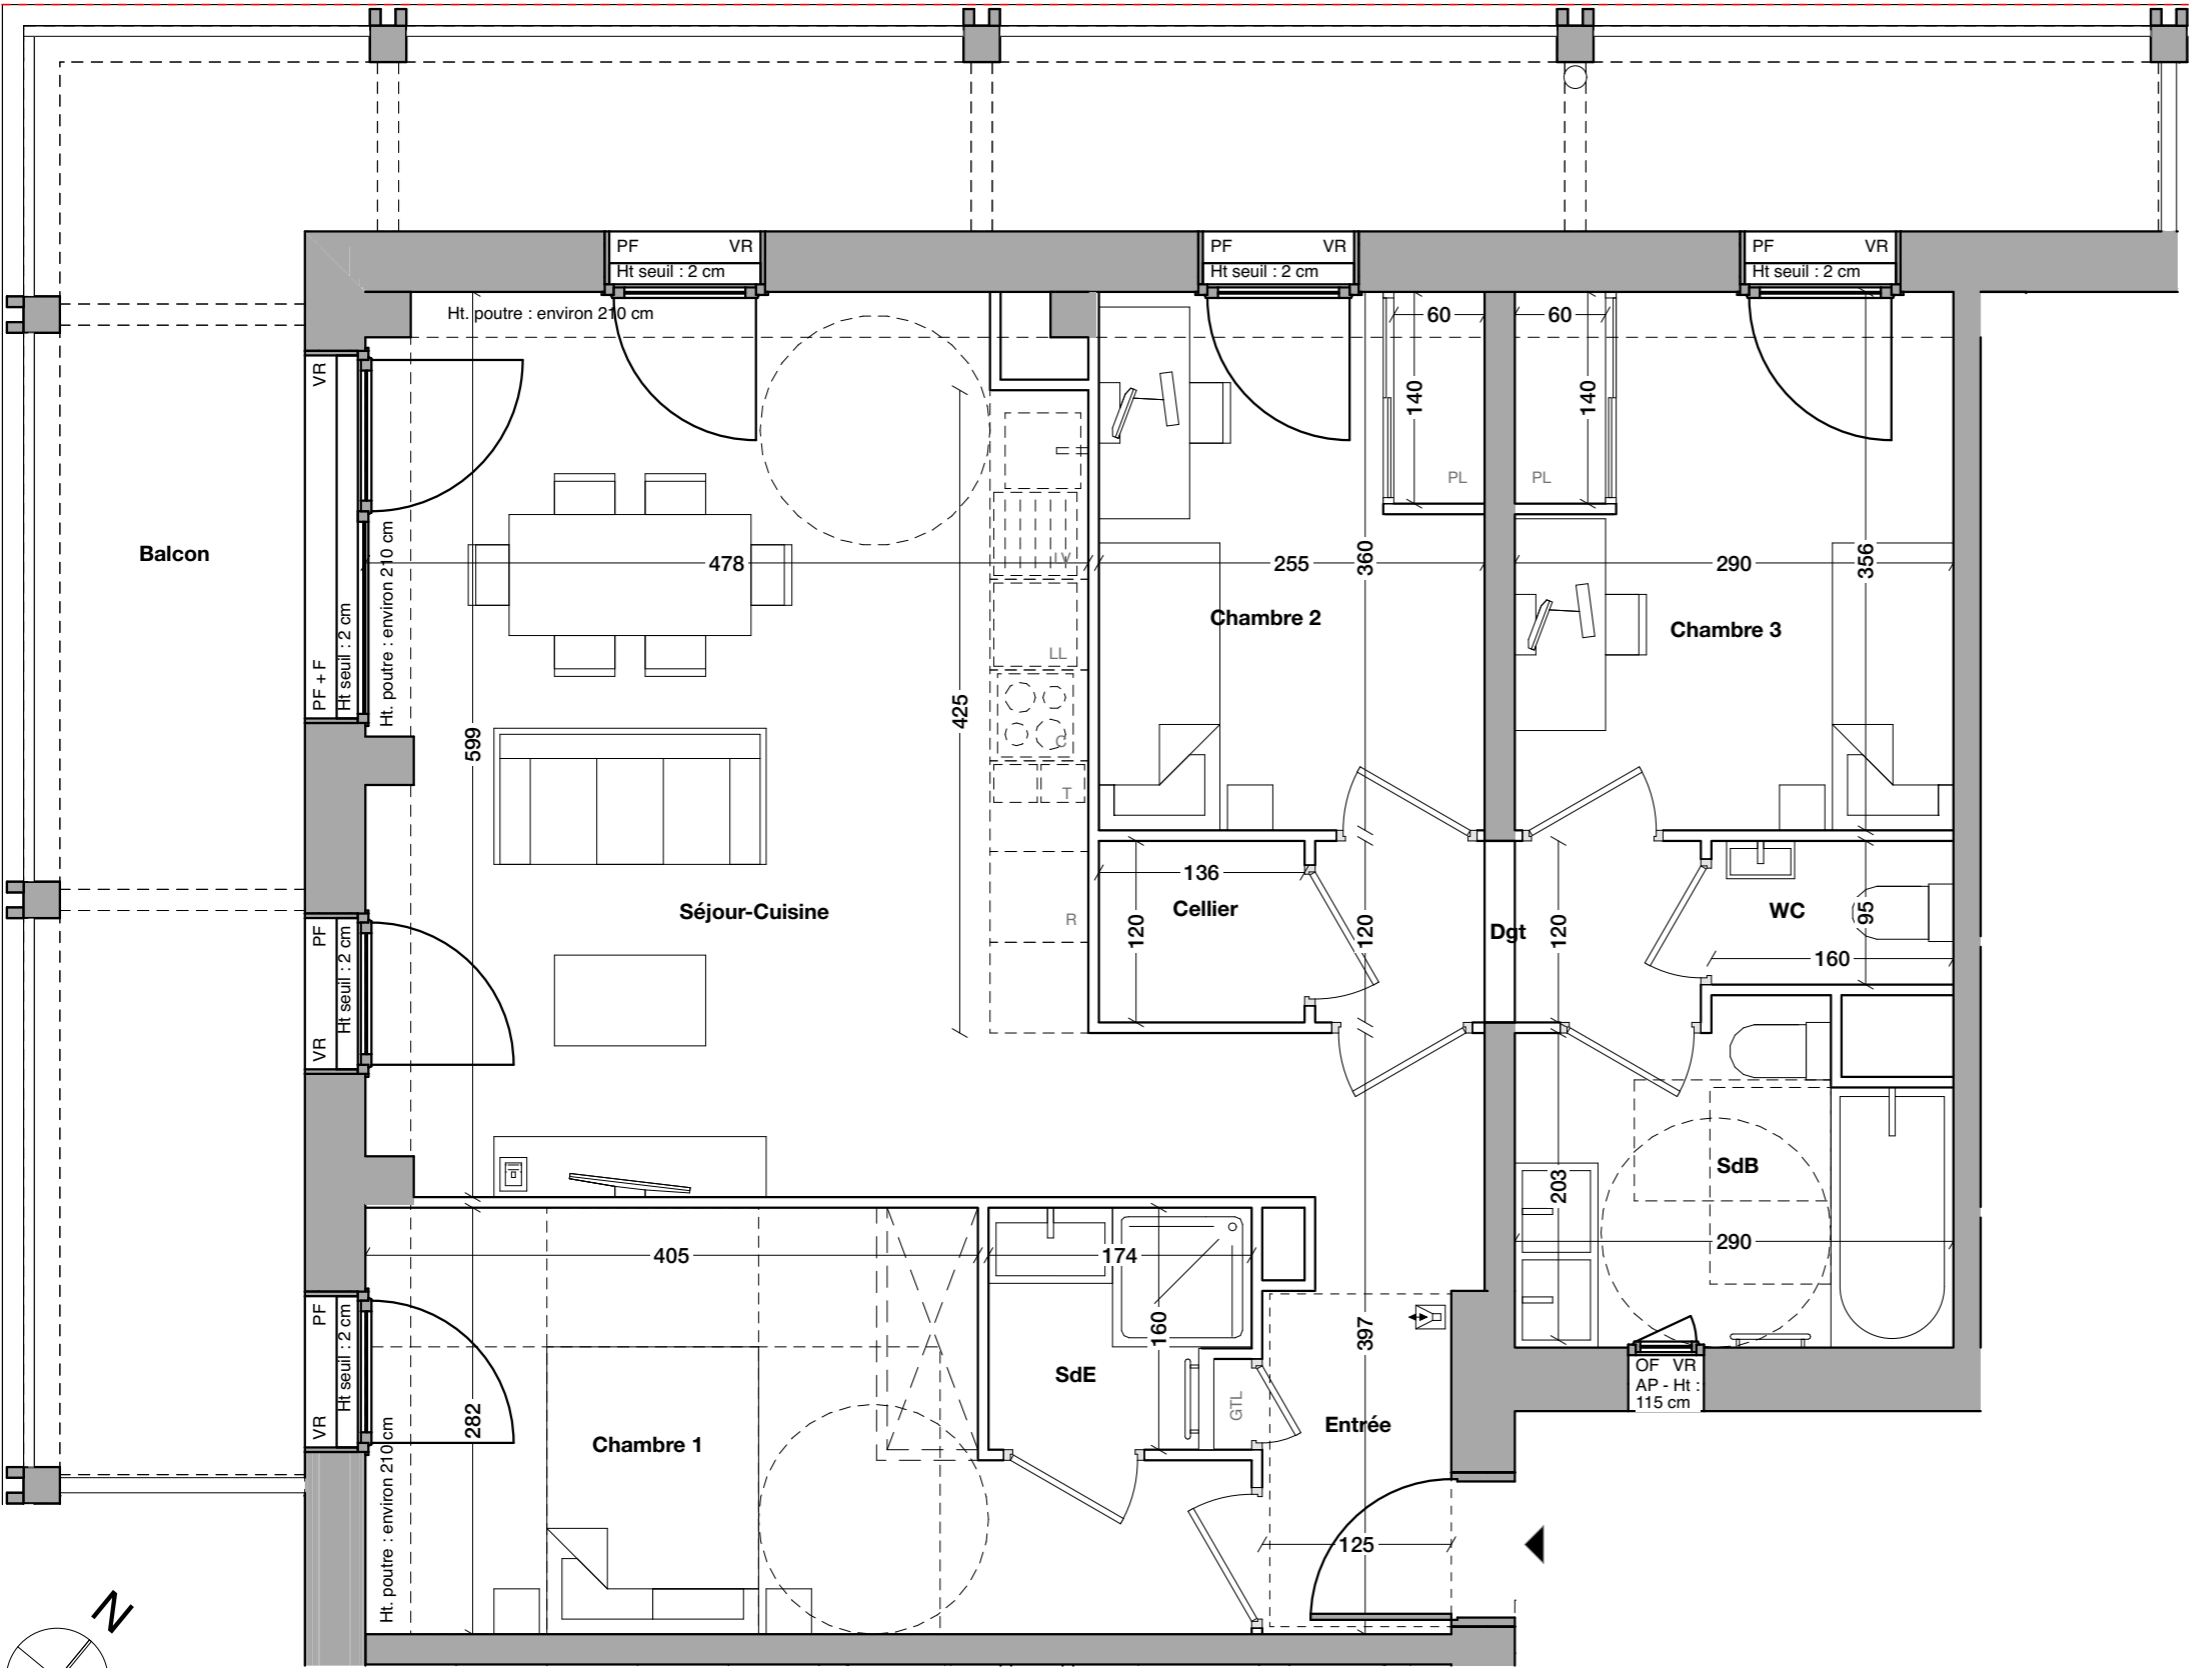 PF VR
Ht seuil : 2 cm
PF VR
Ht seuil : 2 cm
PF VR
Ht seuil : 2 cm
Ht. poutre : environ 210 cm
60
60
140
140
PL
PL
VR
PF + F
Ht seuil : 2 cm
Ht. poutre : environ 210 cm
Balcon
478
LV
255
360
290
356
Chambre 2
Chambre 3
LL
425
C
599
T
136
Cellier
120
120
Dgt
120
WC
95
160
R
Séjour-Cuisine
PF
VR
Ht seuil : 2 cm
SdB
203
290
405
174
160
397
SdE
GTL
Entrée
OF VR
AP - Ht :
115 cm
PF
VR
Ht seuil : 2 cm
282
Chambre 1
Ht. poutre : environ 210 cm
125
N